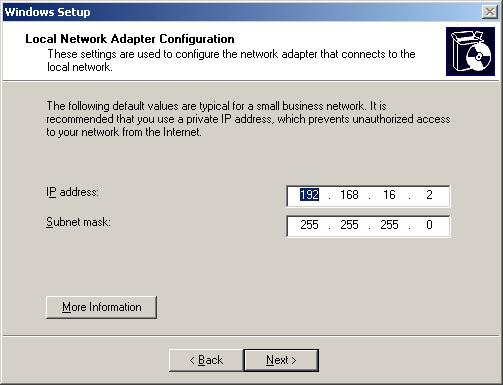 Windows Setup
Local Network Adapter Configuration
These settings are used to configure the network adapter that connects to the
local network.
The following default values are typical for a small business network. It is
recommended that you use a private IP address, which prevents unauthorized access
to your network from the Internet.
IP address: 192 . 168 . 16 . 2
Subnet mask: 255 . 255 . 255 . 0
More Information
< Back Next >